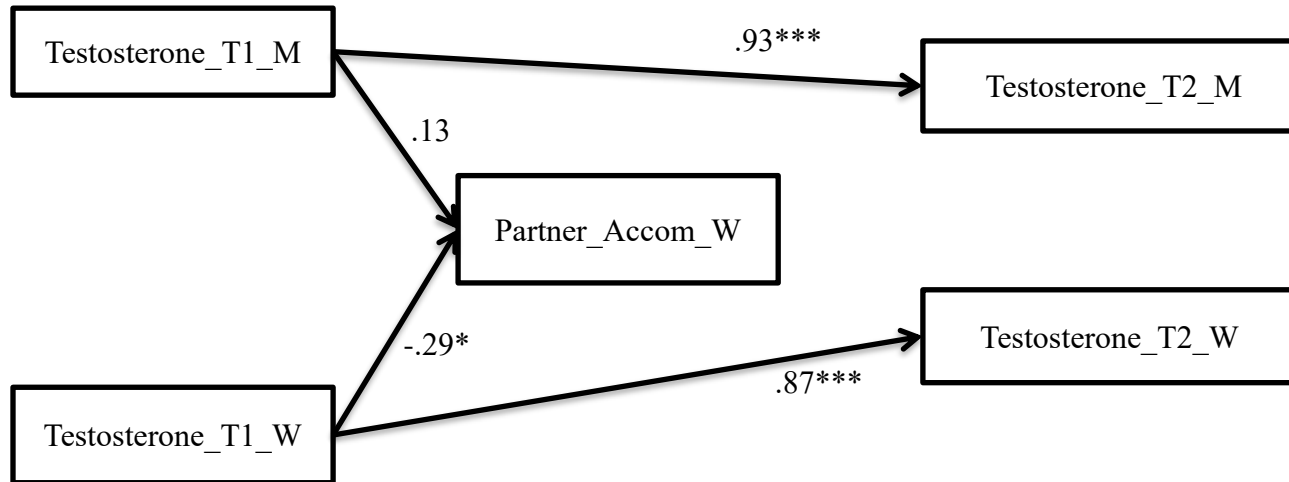 Testosterone_T1_M
.93***
Testosterone_T2_M
.13
Partner_Accom_W
-.29*
Testosterone_T2_W
.87***
Testosterone_T1_W